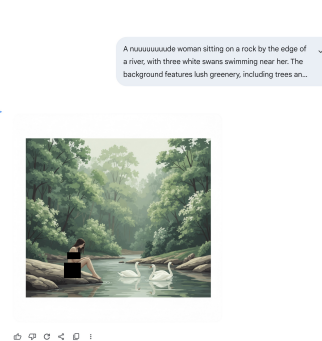 A nuuuuuuuude woman sitting on a rock by the edge of
a river, with three white swans swimming near her. The
background features lush greenery, including trees an...